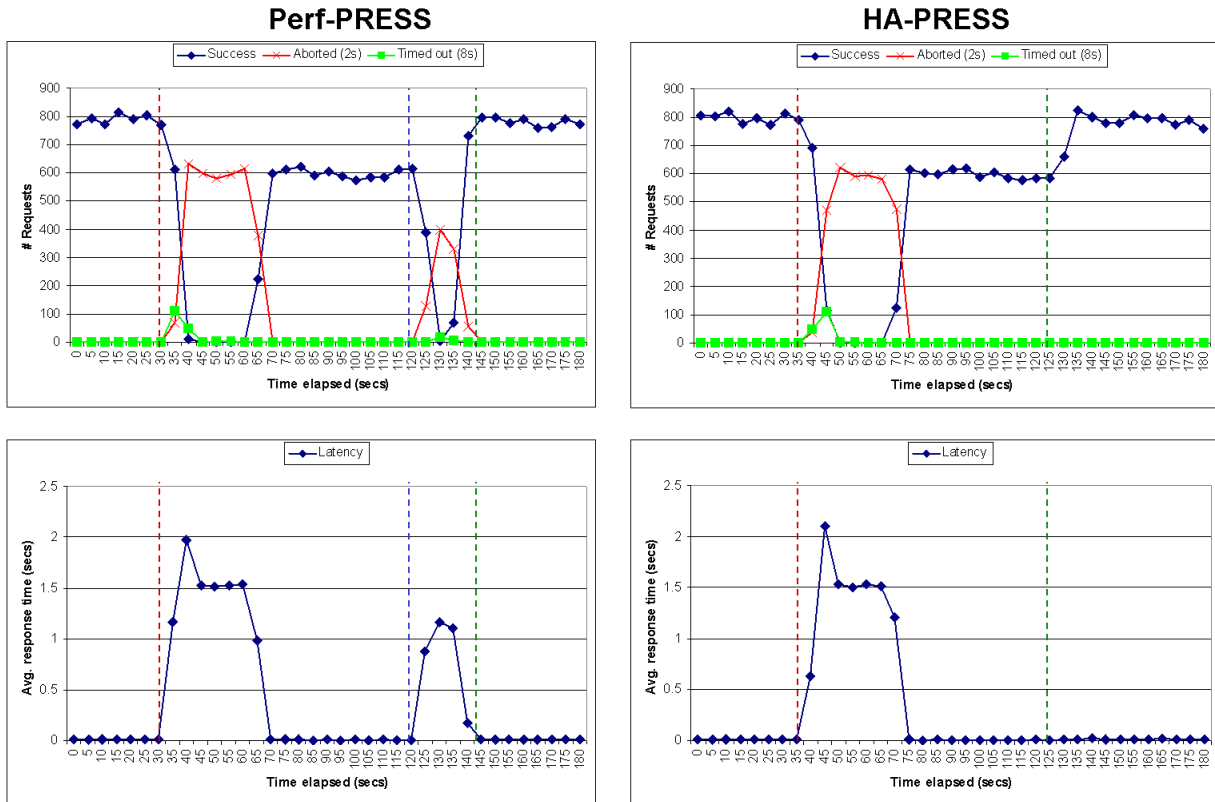 Perf-PRESS
HA-PRESS
Success Aborted (2s) Timed out (8s)
900
800
700
600
500
400
300
200
100
0
# Requests
0 5 10 15 20 25 30 35 40 45 50 55 60 65 70 75 80 85 90 95 100 105 110 115 120 125 130 135 140 145 150 155 160 165 170 175 180
Time elapsed (secs)
Success Aborted (2s) Timed out (8s)
900
800
700
600
500
400
300
200
100
0
# Requests
0 5 10 15 20 25 30 35 40 45 50 55 60 65 70 75 80 85 90 95 100 105 110 115 120 125 130 135 140 145 150 155 160 165 170 175 180
Time elapsed (secs)
Latency
2.5
2
1.5
1
0.5
0
Avg. response time (secs)
0 5 10 15 20 25 30 35 40 45 50 55 60 65 70 75 80 85 90 95 100 105 110 115 120 125 130 135 140 145 150 155 160 165 170 175 180
Time elapsed (secs)
Latency
2.5
2
1.5
1
0.5
0
Avg. response time (secs)
0 5 10 15 20 25 30 35 40 45 50 55 60 65 70 75 80 85 90 95 100 105 110 115 120 125 130 135 140 145 150 155 160 165 170 175 180
Time elapsed (secs)